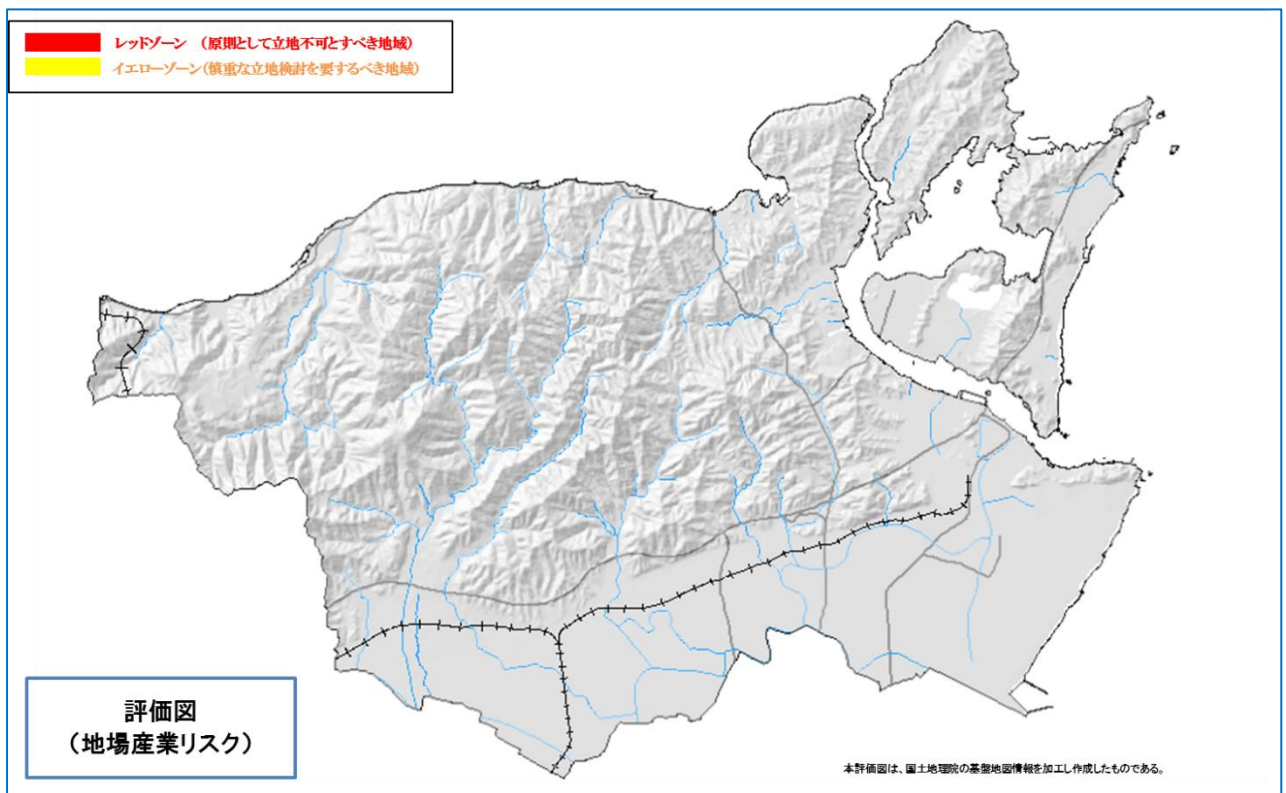 レッドゾーン （原則として立地不可とすべき地域）
イエローゾーン（慎重な立地検討を要するべき地域）
評価図
（地場産業リスク）
本評価図は、国土地理院の基盤地図情報を加工し作成したものである。